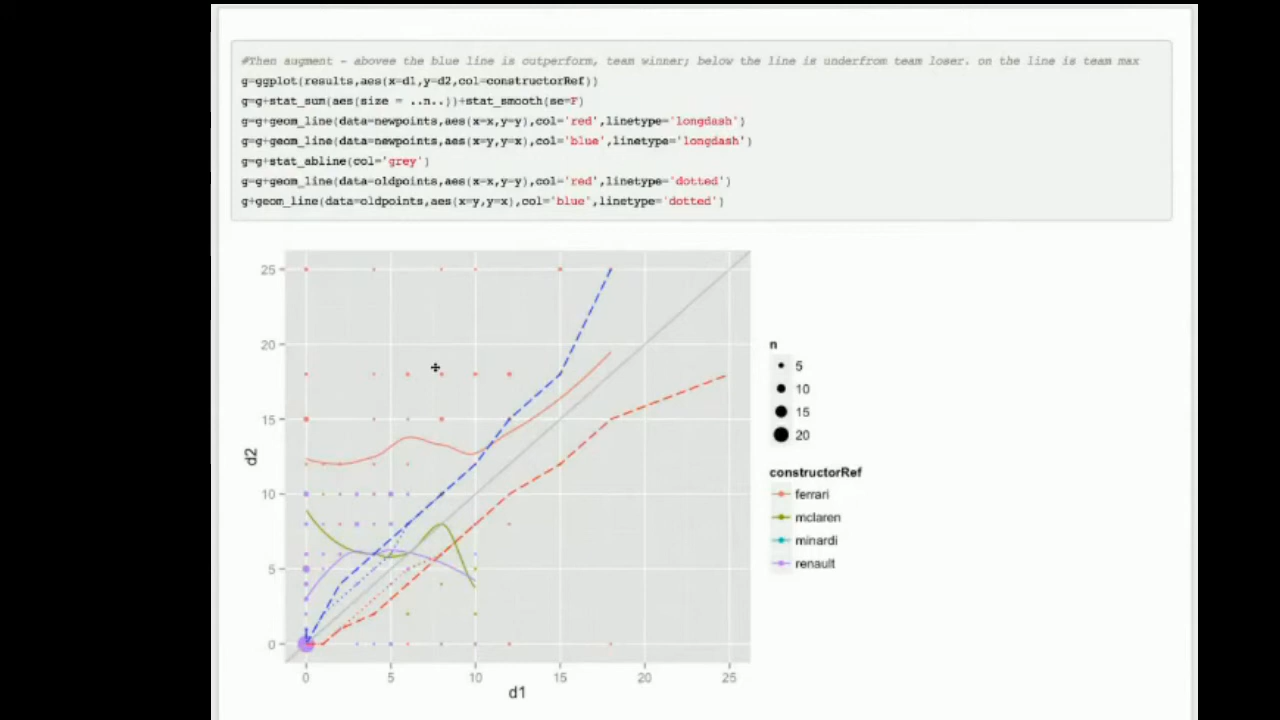 #Then augment - abovee the blue line is outperform, team winner; below the line is underfrom team loser. on the line is team max
g=ggplot(results,aes(x=d1,y=d2,col=constructorRef))
g=g+stat_sum(aes(size = ..n..))+stat_smooth(se=F)
g=g+geom_line(data=newpoints,aes(x=x,y=y),col='red',linetype='longdash')
g=g+geom_line(data=newpoints,aes(x=y,y=x),col='blue',linetype='longdash')
g=g+stat_abline(col='grey')
g=g+geom_line(data=oldpoints,aes(x=x,y=y),col='red',linetype='dotted')
g+geom_line(data=oldpoints,aes(x=y,y=x),col='blue',linetype='dotted')
25
20
15
10
5
0
d2
0 5 10 15 20 25
d1
n
5
10
15
20
constructorRef
ferrari
mclaren
minardi
renault